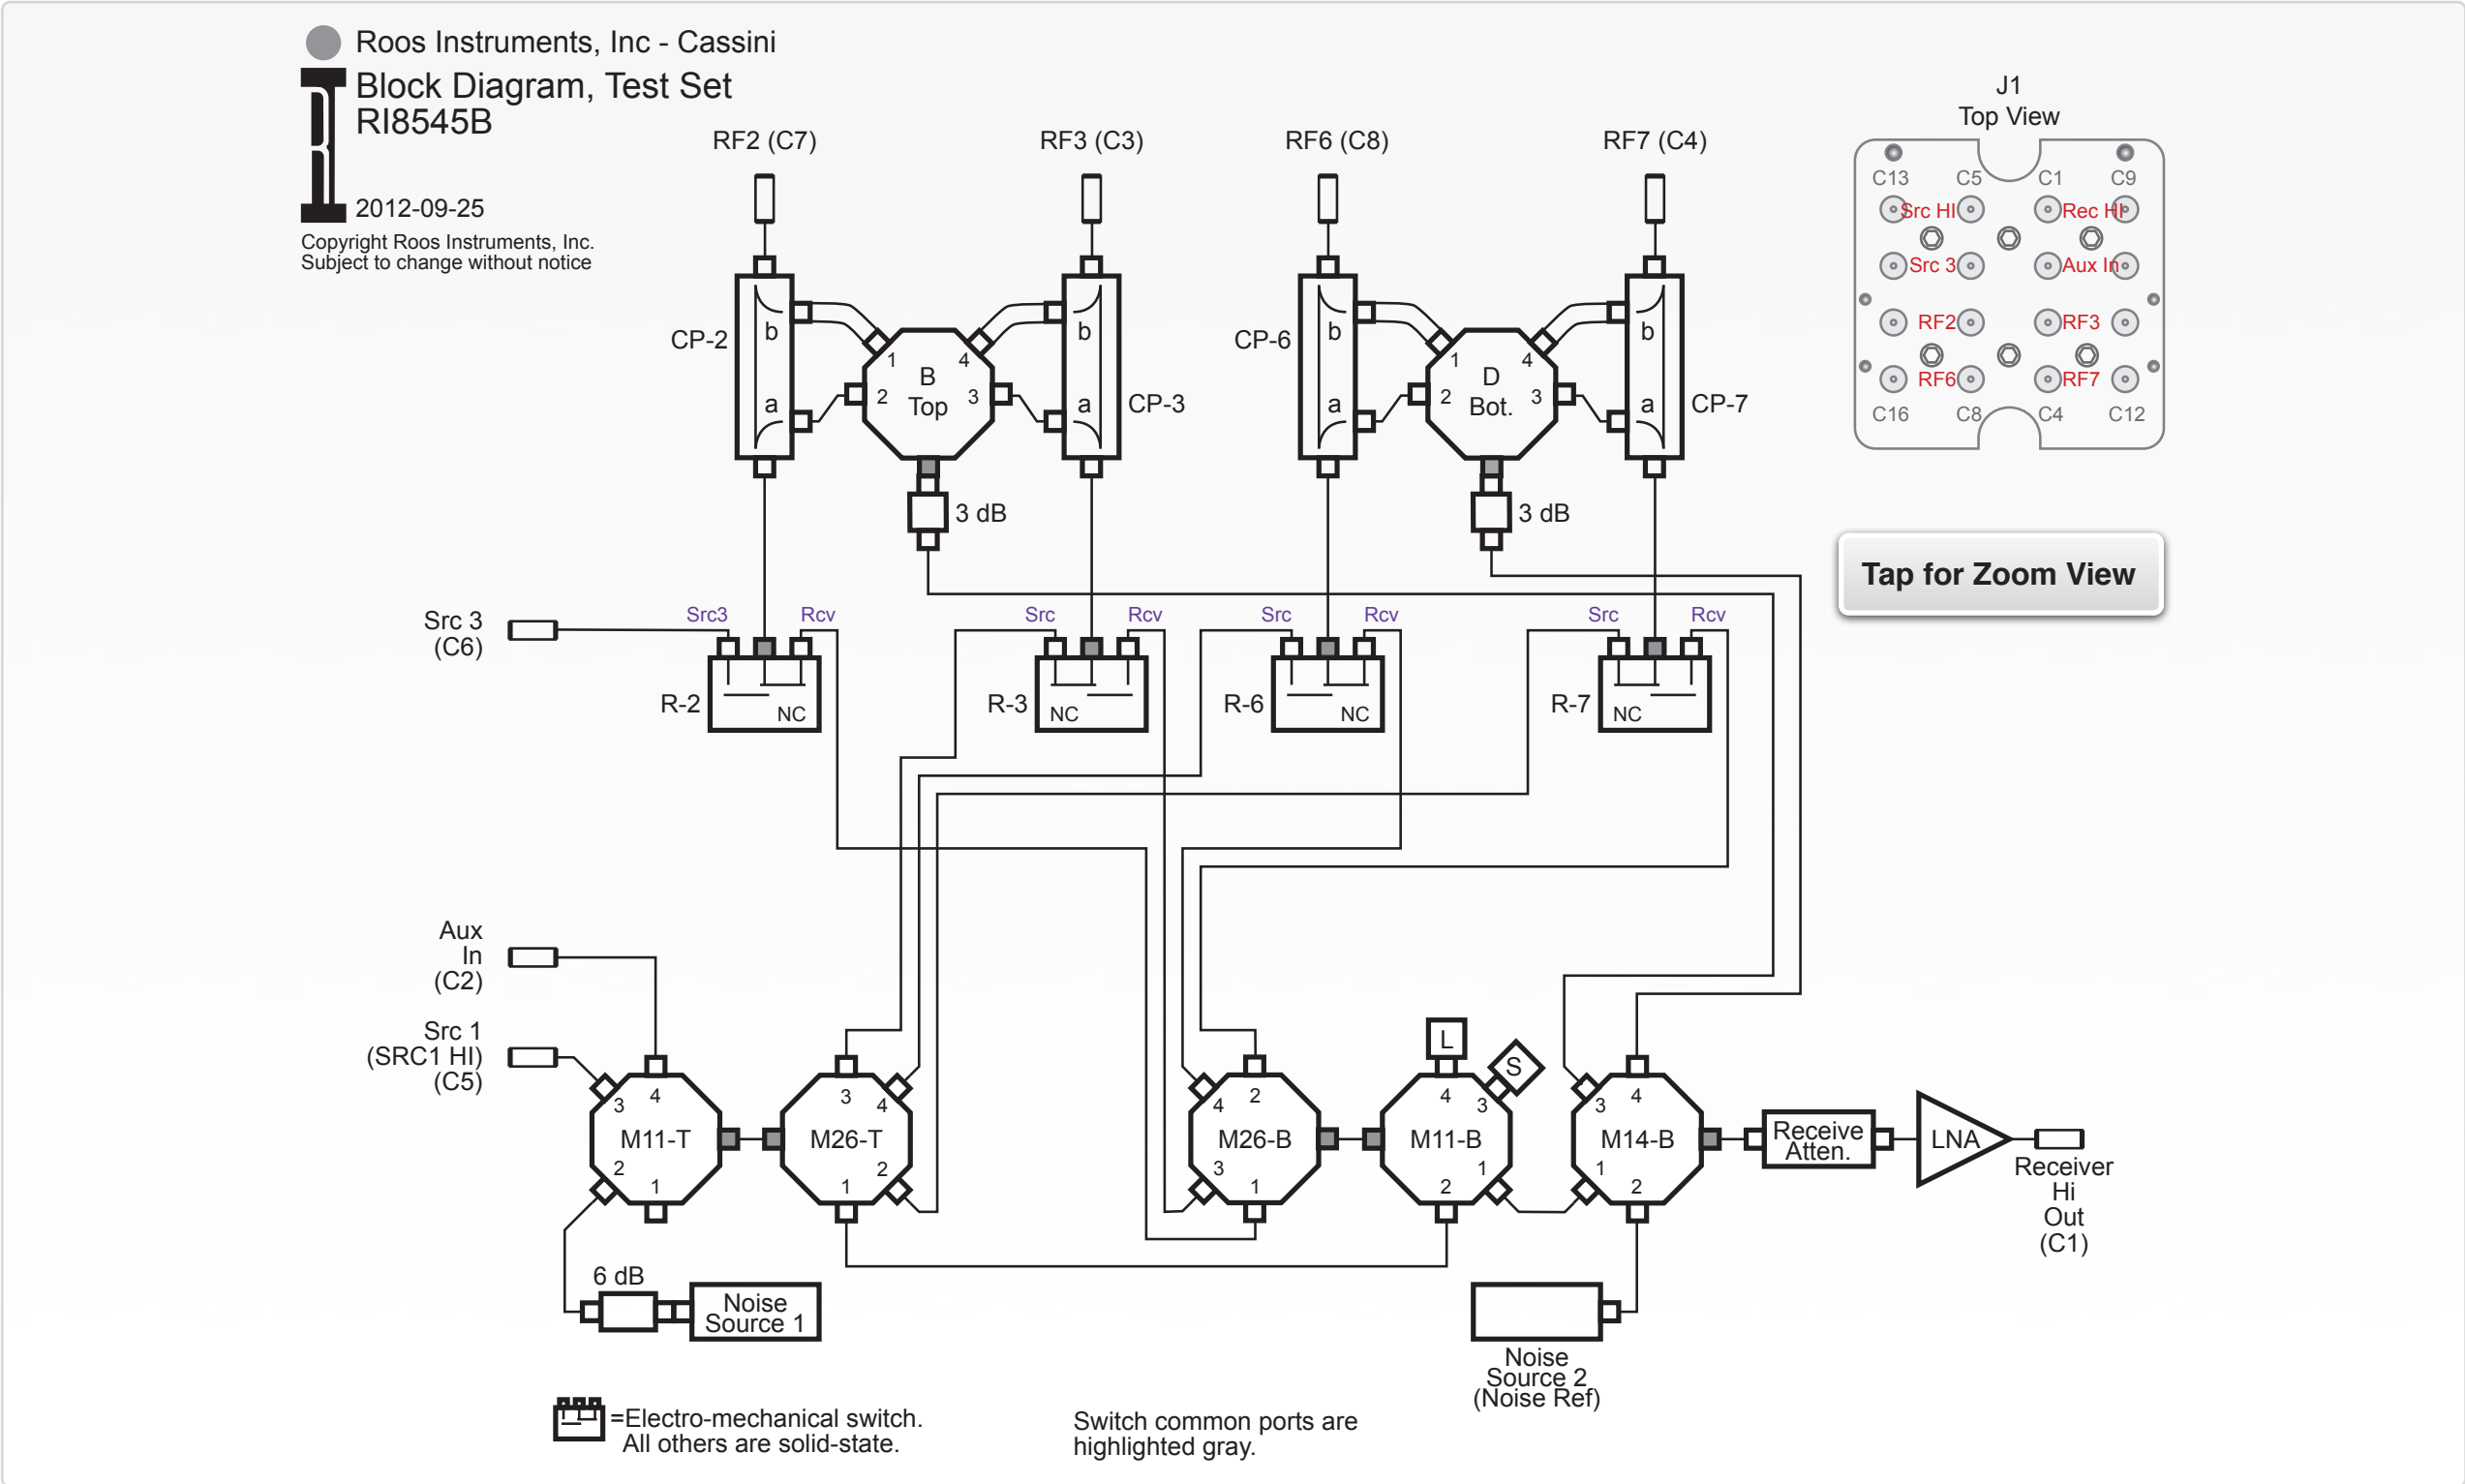 Roos Instruments, Inc - Cassini
Block Diagram, Test Set
RI8545B
2012-09-25
Copyright Roos Instruments, Inc.
Subject to change without notice
J1
Top View
C13 C5 C1 C9
Src HI Rec HI
Src 3 Aux In
RF2 RF3
RF6 RF7
C16 C8 C4 C12
Tap for Zoom View
RF2 (C7) RF3 (C3) RF6 (C8) RF7 (C4)
CP-2 b a
B
Top
1 4
2 3
b a CP-3
CP-6 b a
D
Bot.
1 4
2 3
b a CP-7
3 dB 3 dB
Src 3
(C6)
Src3 Rcv Src Rcv Src Rcv Src Rcv
R-2 NC R-3 NC R-6 NC R-7 NC
Aux
In
(C2)
Src 1
(SRC1 HI)
(C5)
3 4
M11-T
2 1
3 4
M26-T
1 2
4 2
M26-B
3 1
L
S
4 3
M11-B
2 1
3 4
M14-B
1 2
Receive
Atten.
LNA
Receiver
Hi
Out
(C1)
6 dB
Noise
Source 1
Noise
Source 2
(Noise Ref)
=Electro-mechanical switch.
All others are solid-state.
Switch common ports are
highlighted gray.